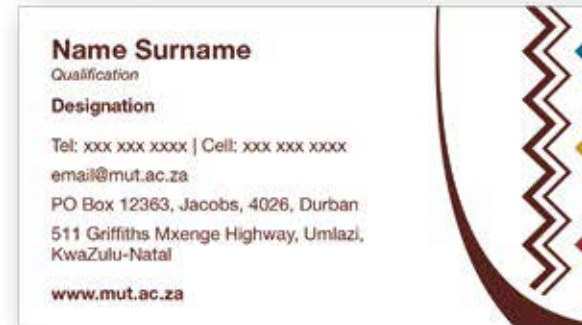 Name Surname
Qualification
Designation
Tel: xxx xxx xxxx | Cell: xxx xxx xxxx
email@mut.ac.za
PO Box 12363, Jacobs, 4026, Durban
511 Griffiths Mxenge Highway, Umlazi,
KwaZulu-Natal
www.mut.ac.za